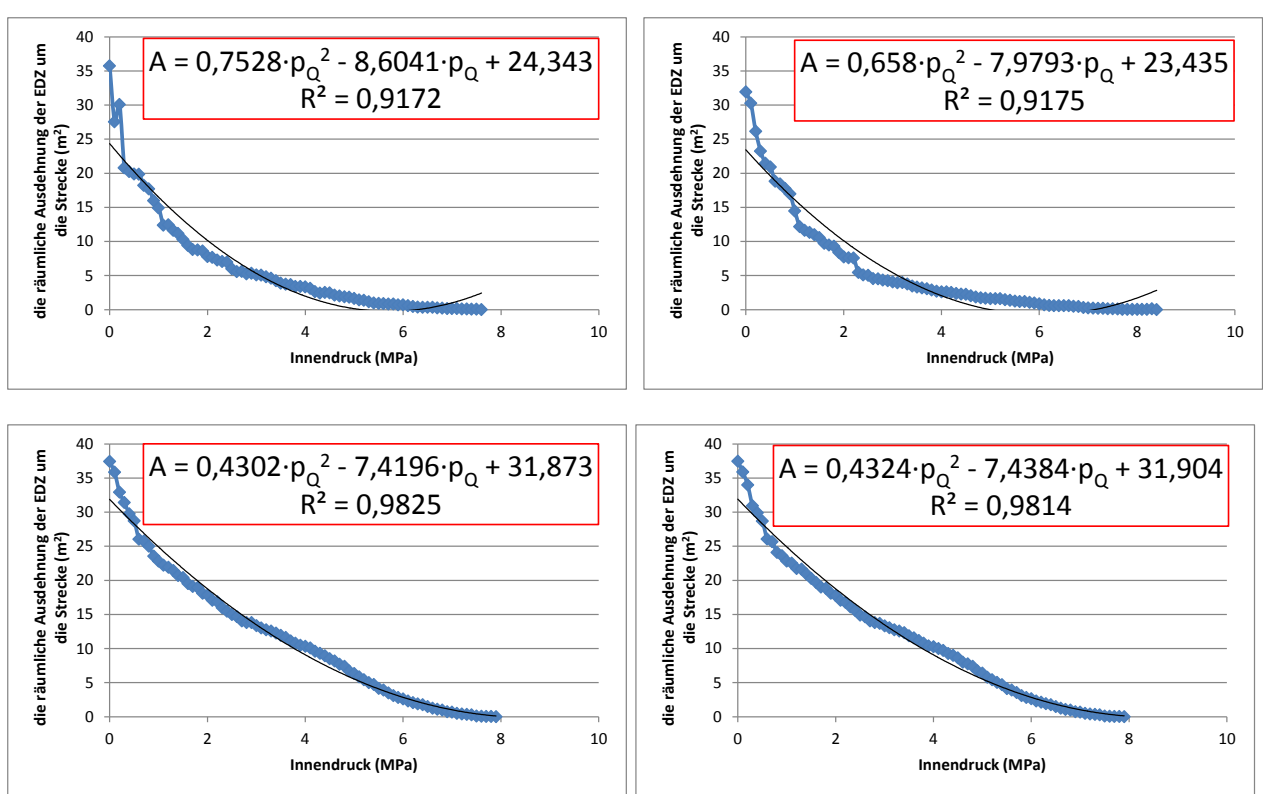 die räumliche Ausdehnung der EDZ um
die Strecke (m²)
40
35
30
25
20
15
10
5
0
A = 0,7528·pQ² - 8,6041·pQ + 24,343
R² = 0,9172
0 2 4 6 8 10
Innendruck (MPa)
die räumliche Ausdehnung der EDZ um
die Strecke (m²)
40
35
30
25
20
15
10
5
0
A = 0,658·pQ² - 7,9793·pQ + 23,435
R² = 0,9175
0 2 4 6 8 10
Innendruck (MPa)
die räumliche Ausdehnung der EDZ um
die Strecke (m²)
40
35
30
25
20
15
10
5
0
A = 0,4302·pQ² - 7,4196·pQ + 31,873
R² = 0,9825
0 2 4 6 8 10
Innendruck (MPa)
die räumliche Ausdehnung der EDZ um
die Strecke (m²)
40
35
30
25
20
15
10
5
0
A = 0,4324·pQ² - 7,4384·pQ + 31,904
R² = 0,9814
0 2 4 6 8 10
Innendruck (MPa)